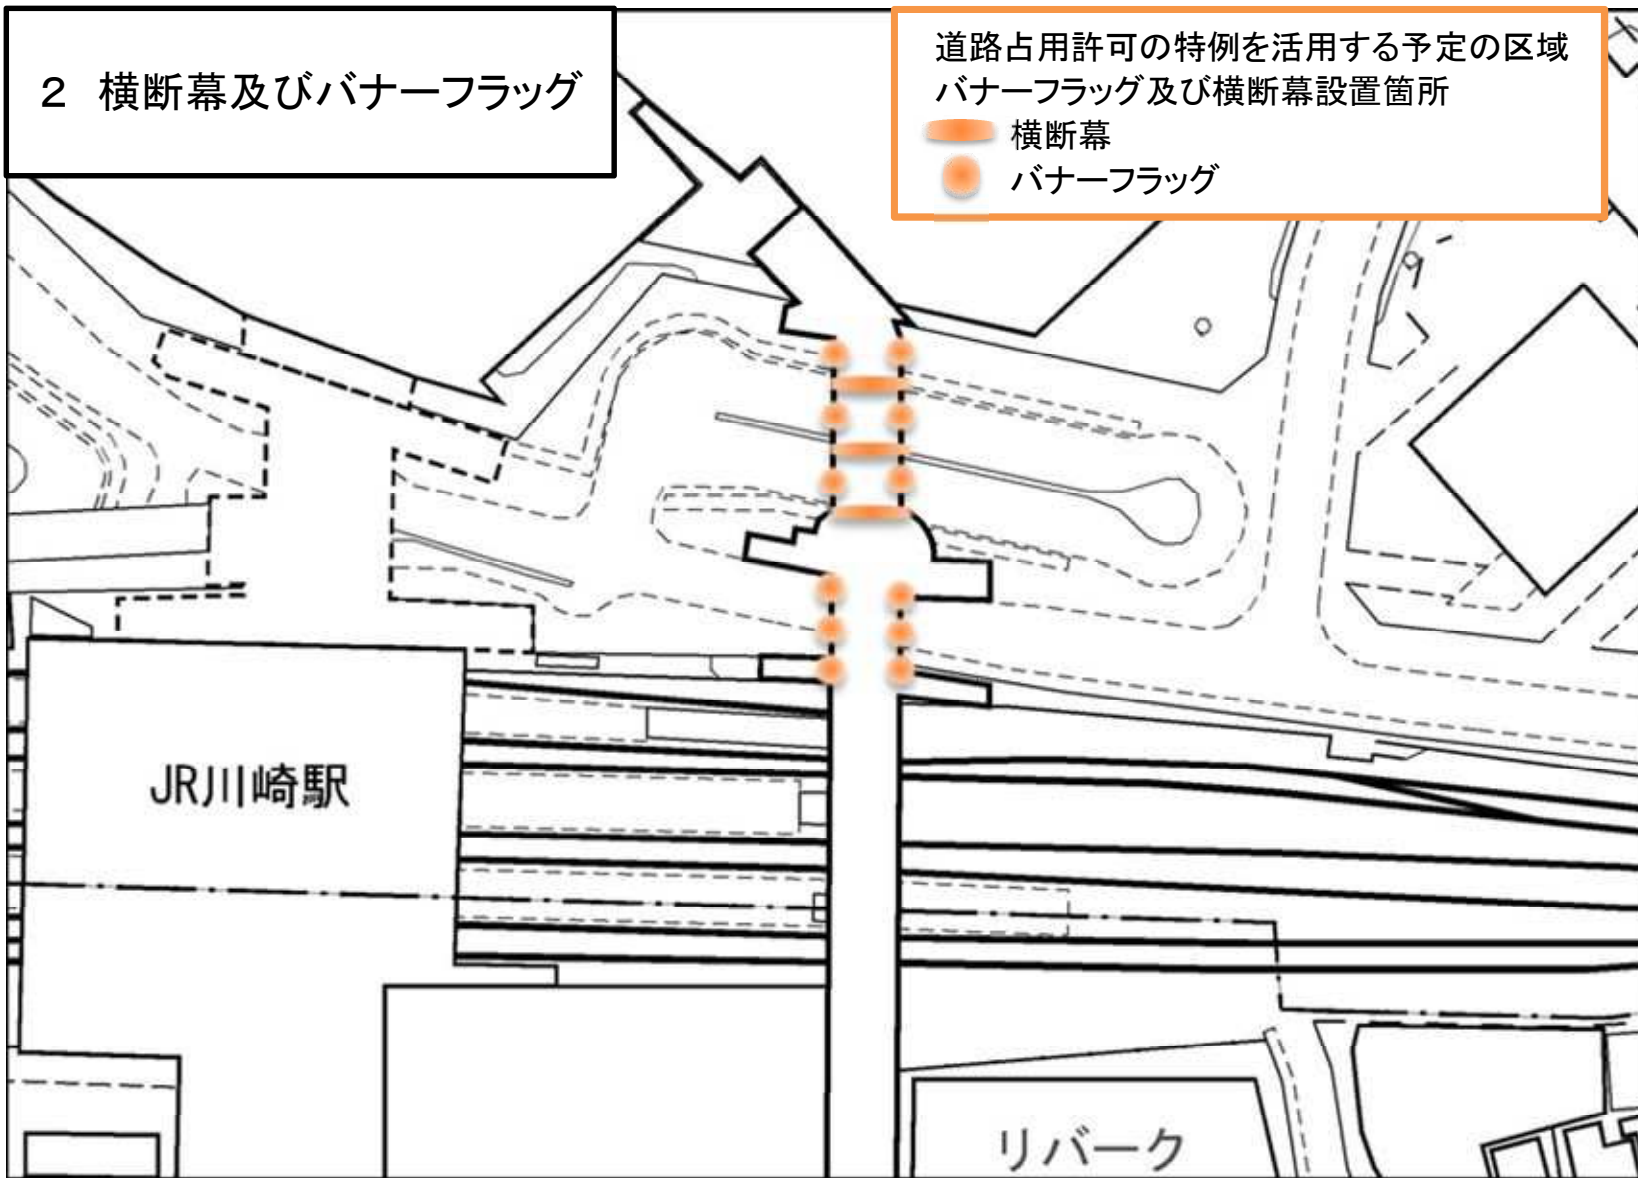 ２ 横断幕及びバナーフラッグ
道路占用許可の特例を活用する予定の区域
バナーフラッグ及び横断幕設置箇所
横断幕
バナーフラッグ
JR川崎駅
リバーク